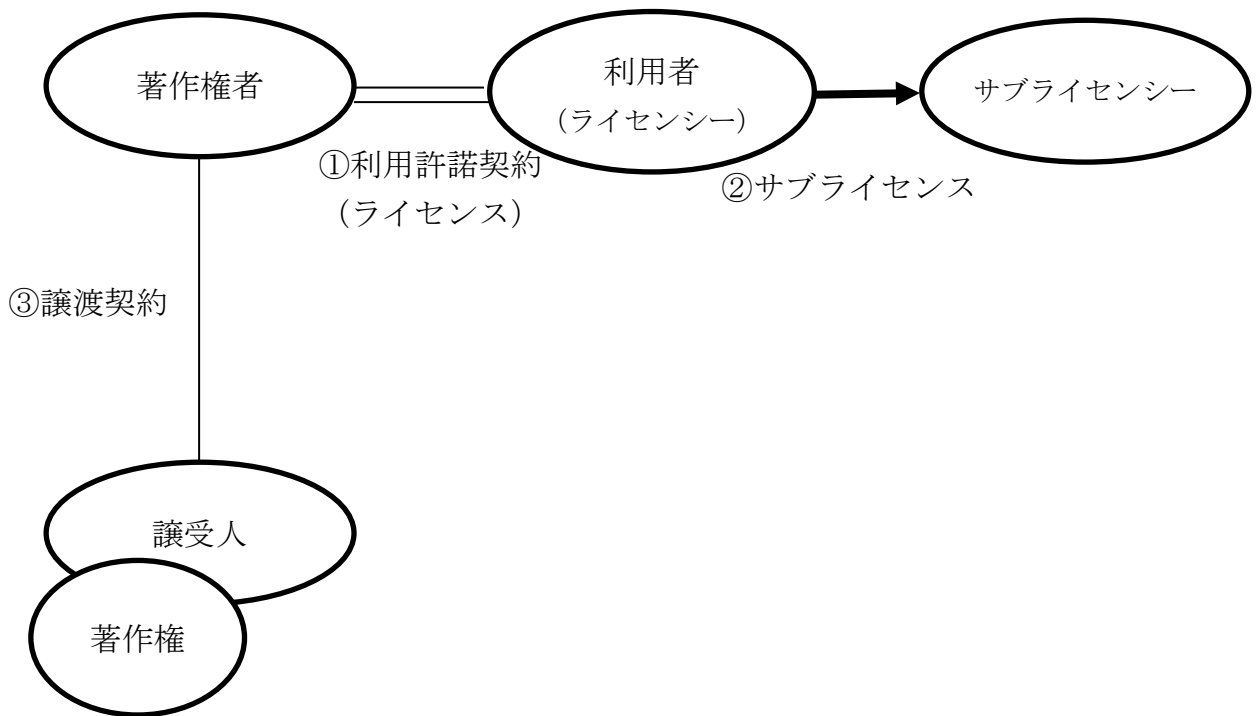 著作権者
利用者
（ライセンシー）
サブライセンシー
①利用許諾契約
（ライセンス）
②サブライセンス
③譲渡契約
譲受人
著作権